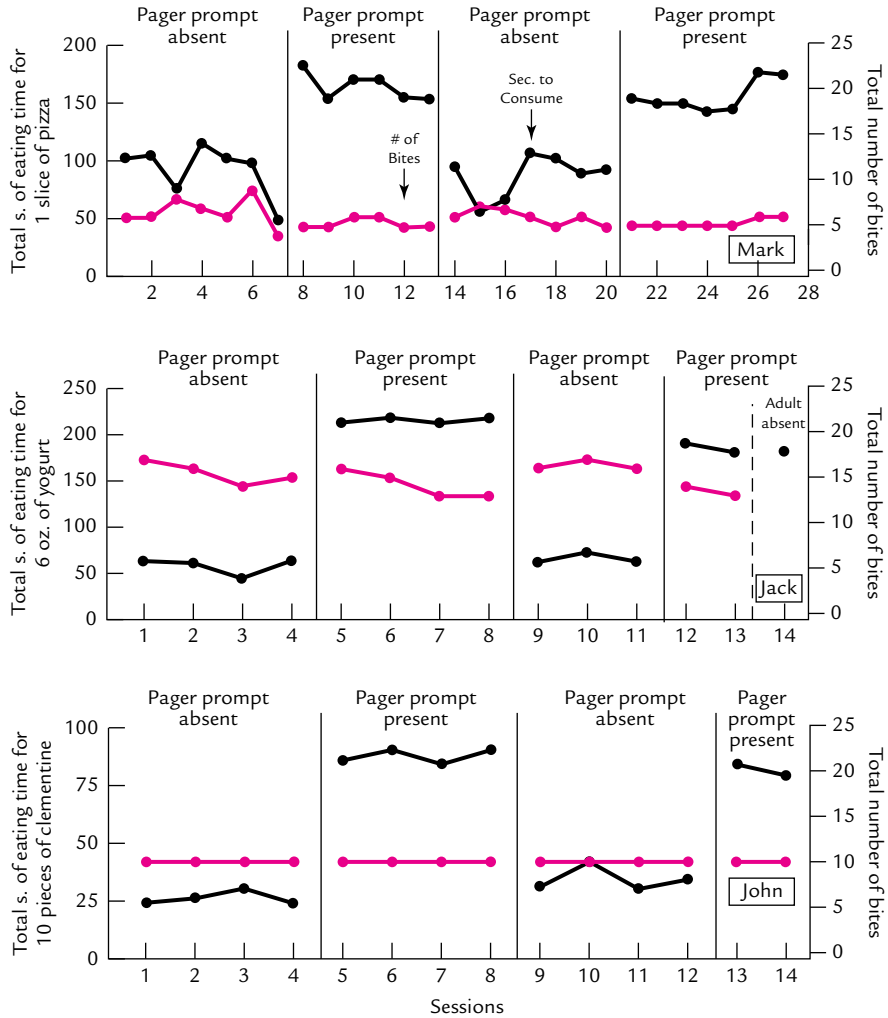 Pager prompt
absent
Pager prompt
present
Pager prompt
absent
Pager prompt
present
Total s. of eating time for
1 slice of pizza
200
150
100
50
0
# of
Bites
Sec. to
Consume
Mark
25
20
15
10
5
0
Total number of bites
2 4 6 8 10 12 14 16 18 20 22 24 26 28
Pager prompt
absent
Pager prompt
present
Pager prompt
absent
Pager prompt
present
Total s. of eating time for
6 oz. of yogurt
250
200
150
100
50
0
Adult
absent
Jack
25
20
15
10
5
0
Total number of bites
1 2 3 4 5 6 7 8 9 10 11 12 13 14
Pager prompt
absent
Pager prompt
present
Pager prompt
absent
Pager
prompt
present
Total s. of eating time for
10 pieces of clementine
100
75
50
25
0
John
25
20
15
10
5
0
Total number of bites
1 2 3 4 5 6 7 8 9 10 11 12 13 14
Sessions